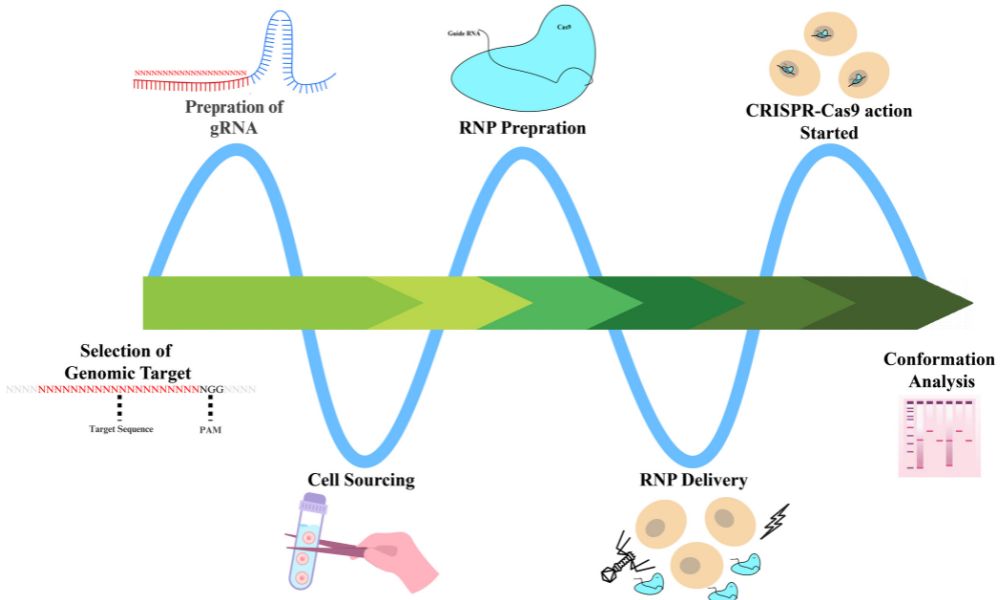 NNNNNNNNNNNNNNNNNNNN
Prepration of
gRNA
Guide RNA
Cas9
RNP Prepration
CRISPR-Cas9 action
Started
Selection of
Genomic Target
NNNNNNNNNNNNNNNNNNNNNNNNNGGNNNN
Target Sequence
PAM
Cell Sourcing
RNP Delivery
Conformation
Analysis